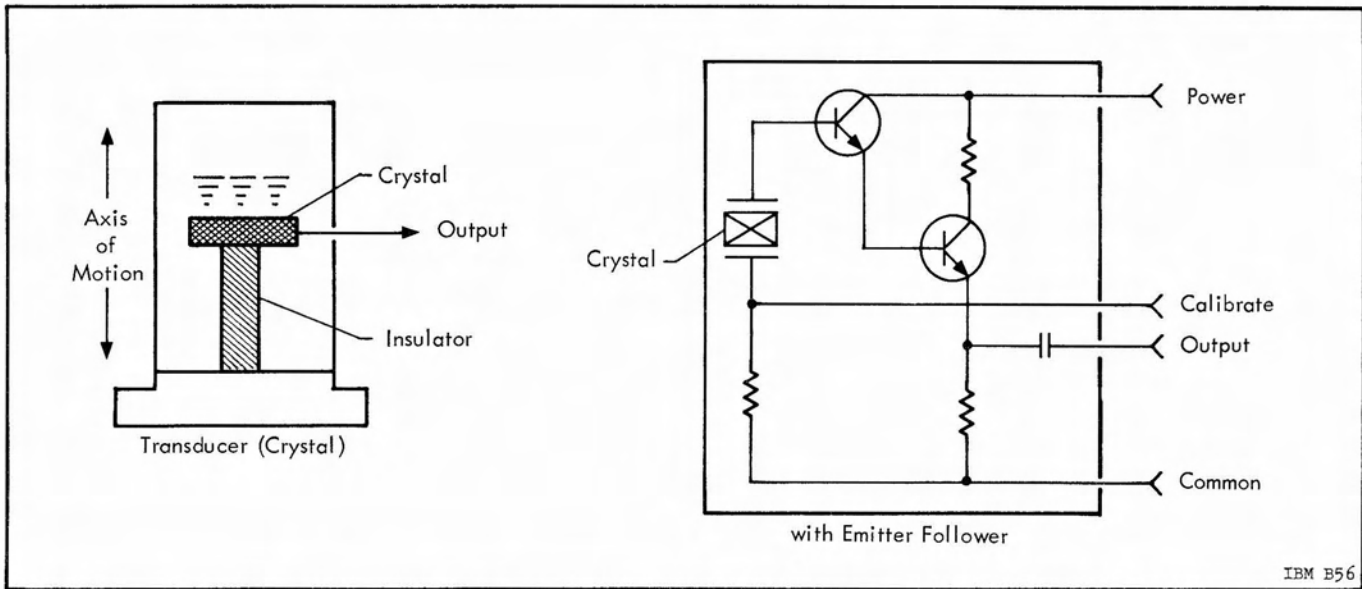 Axis
of
Motion
Crystal
Output
Insulator
Transducer (Crystal)
Crystal
Power
Calibrate
Output
Common
with Emitter Follower
IBM B56